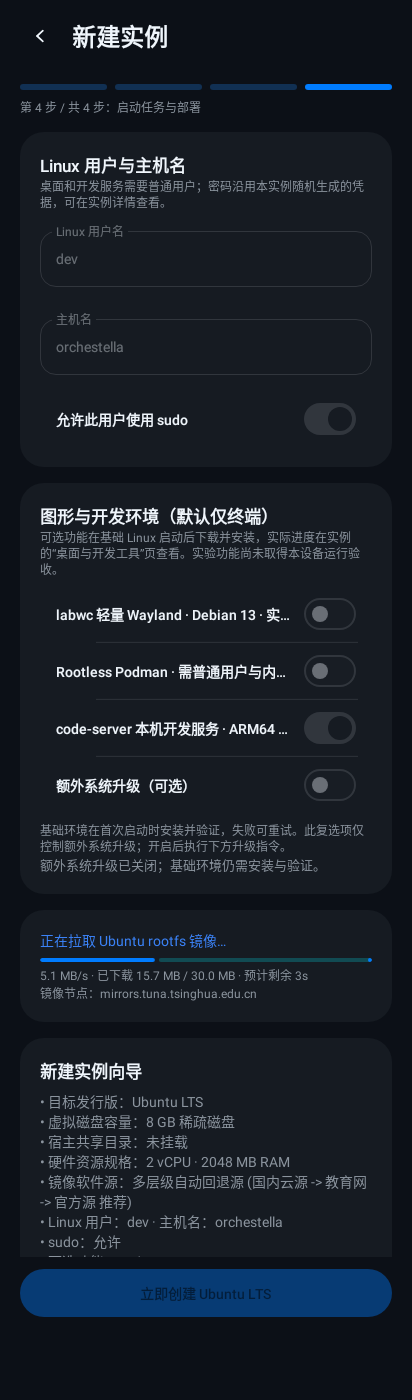 新建实例
第 4 步 / 共 4 步：启动任务与部署
Linux 用户与主机名
桌面和开发服务需要普通用户；密码沿用本实例随机生成的凭
据，可在实例详情查看。
Linux 用户名
dev
主机名
orchestella
允许此用户使用 sudo
图形与开发环境（默认仅终端）
可选功能在基础 Linux 启动后下载并安装，实际进度在实例
的“桌面与开发工具”页查看。实验功能尚未取得本设备运行验
收。
labwc 轻量 Wayland · Debian 13 · 实…
Rootless Podman · 需普通用户与内…
code-server 本机开发服务 · ARM64 …
额外系统升级（可选）
基础环境在首次启动时安装并验证，失败可重试。此复选项仅
控制额外系统升级；开启后执行下方升级指令。
额外系统升级已关闭；基础环境仍需安装与验证。
正在拉取 Ubuntu rootfs 镜像…
5.1 MB/s · 已下载 15.7 MB / 30.0 MB · 预计剩余 3s
镜像节点：mirrors.tuna.tsinghua.edu.cn
新建实例向导
• 目标发行版：Ubuntu LTS
• 虚拟磁盘容量：8 GB 稀疏磁盘
• 宿主共享目录：未挂载
• 硬件资源规格：2 vCPU · 2048 MB RAM
• 镜像软件源：多层级自动回退源 (国内云源 -> 教育网
-> 官方源 推荐)
• Linux 用户：dev · 主机名：orchestella
• sudo：允许
立即创建 Ubuntu LTS